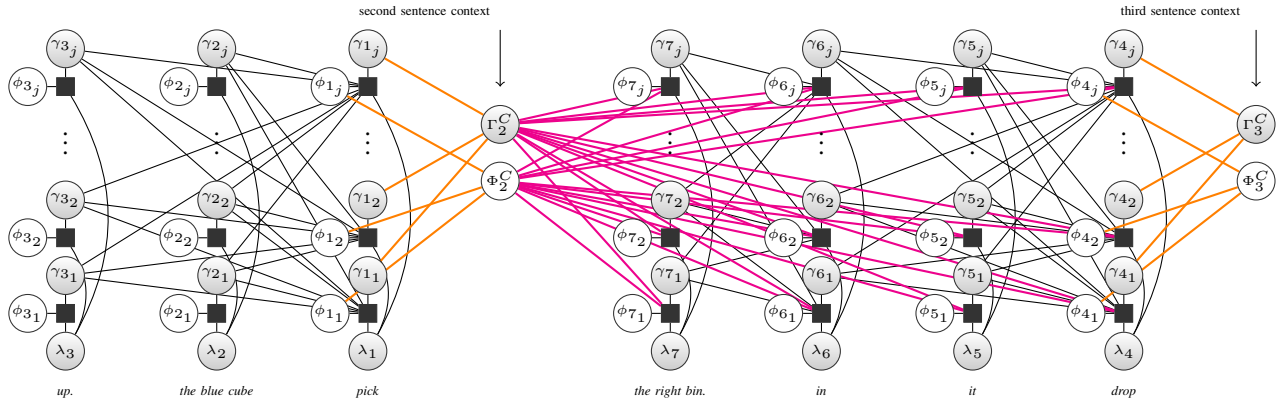 second sentence context third sentence context
γ3ⱼ γ2ⱼ γ1ⱼ γ7ⱼ γ6ⱼ γ5ⱼ γ4ⱼ
ϕ3ⱼ ϕ2ⱼ ϕ1ⱼ ϕ7ⱼ ϕ6ⱼ ϕ5ⱼ ϕ4ⱼ
Γ₂ᶜ Γ₃ᶜ
Φ₂ᶜ Φ₃ᶜ
γ3₂ γ2₂ γ1₂ γ7₂ γ6₂ γ5₂ γ4₂
ϕ3₂ ϕ2₂ ϕ1₂ ϕ7₂ ϕ6₂ ϕ5₂ ϕ4₂
γ3₁ γ2₁ γ1₁ γ7₁ γ6₁ γ5₁ γ4₁
ϕ3₁ ϕ2₁ ϕ1₁ ϕ7₁ ϕ6₁ ϕ5₁ ϕ4₁
λ₃ λ₂ λ₁ λ₇ λ₆ λ₅ λ₄
up. the blue cube pick the right bin. in it drop